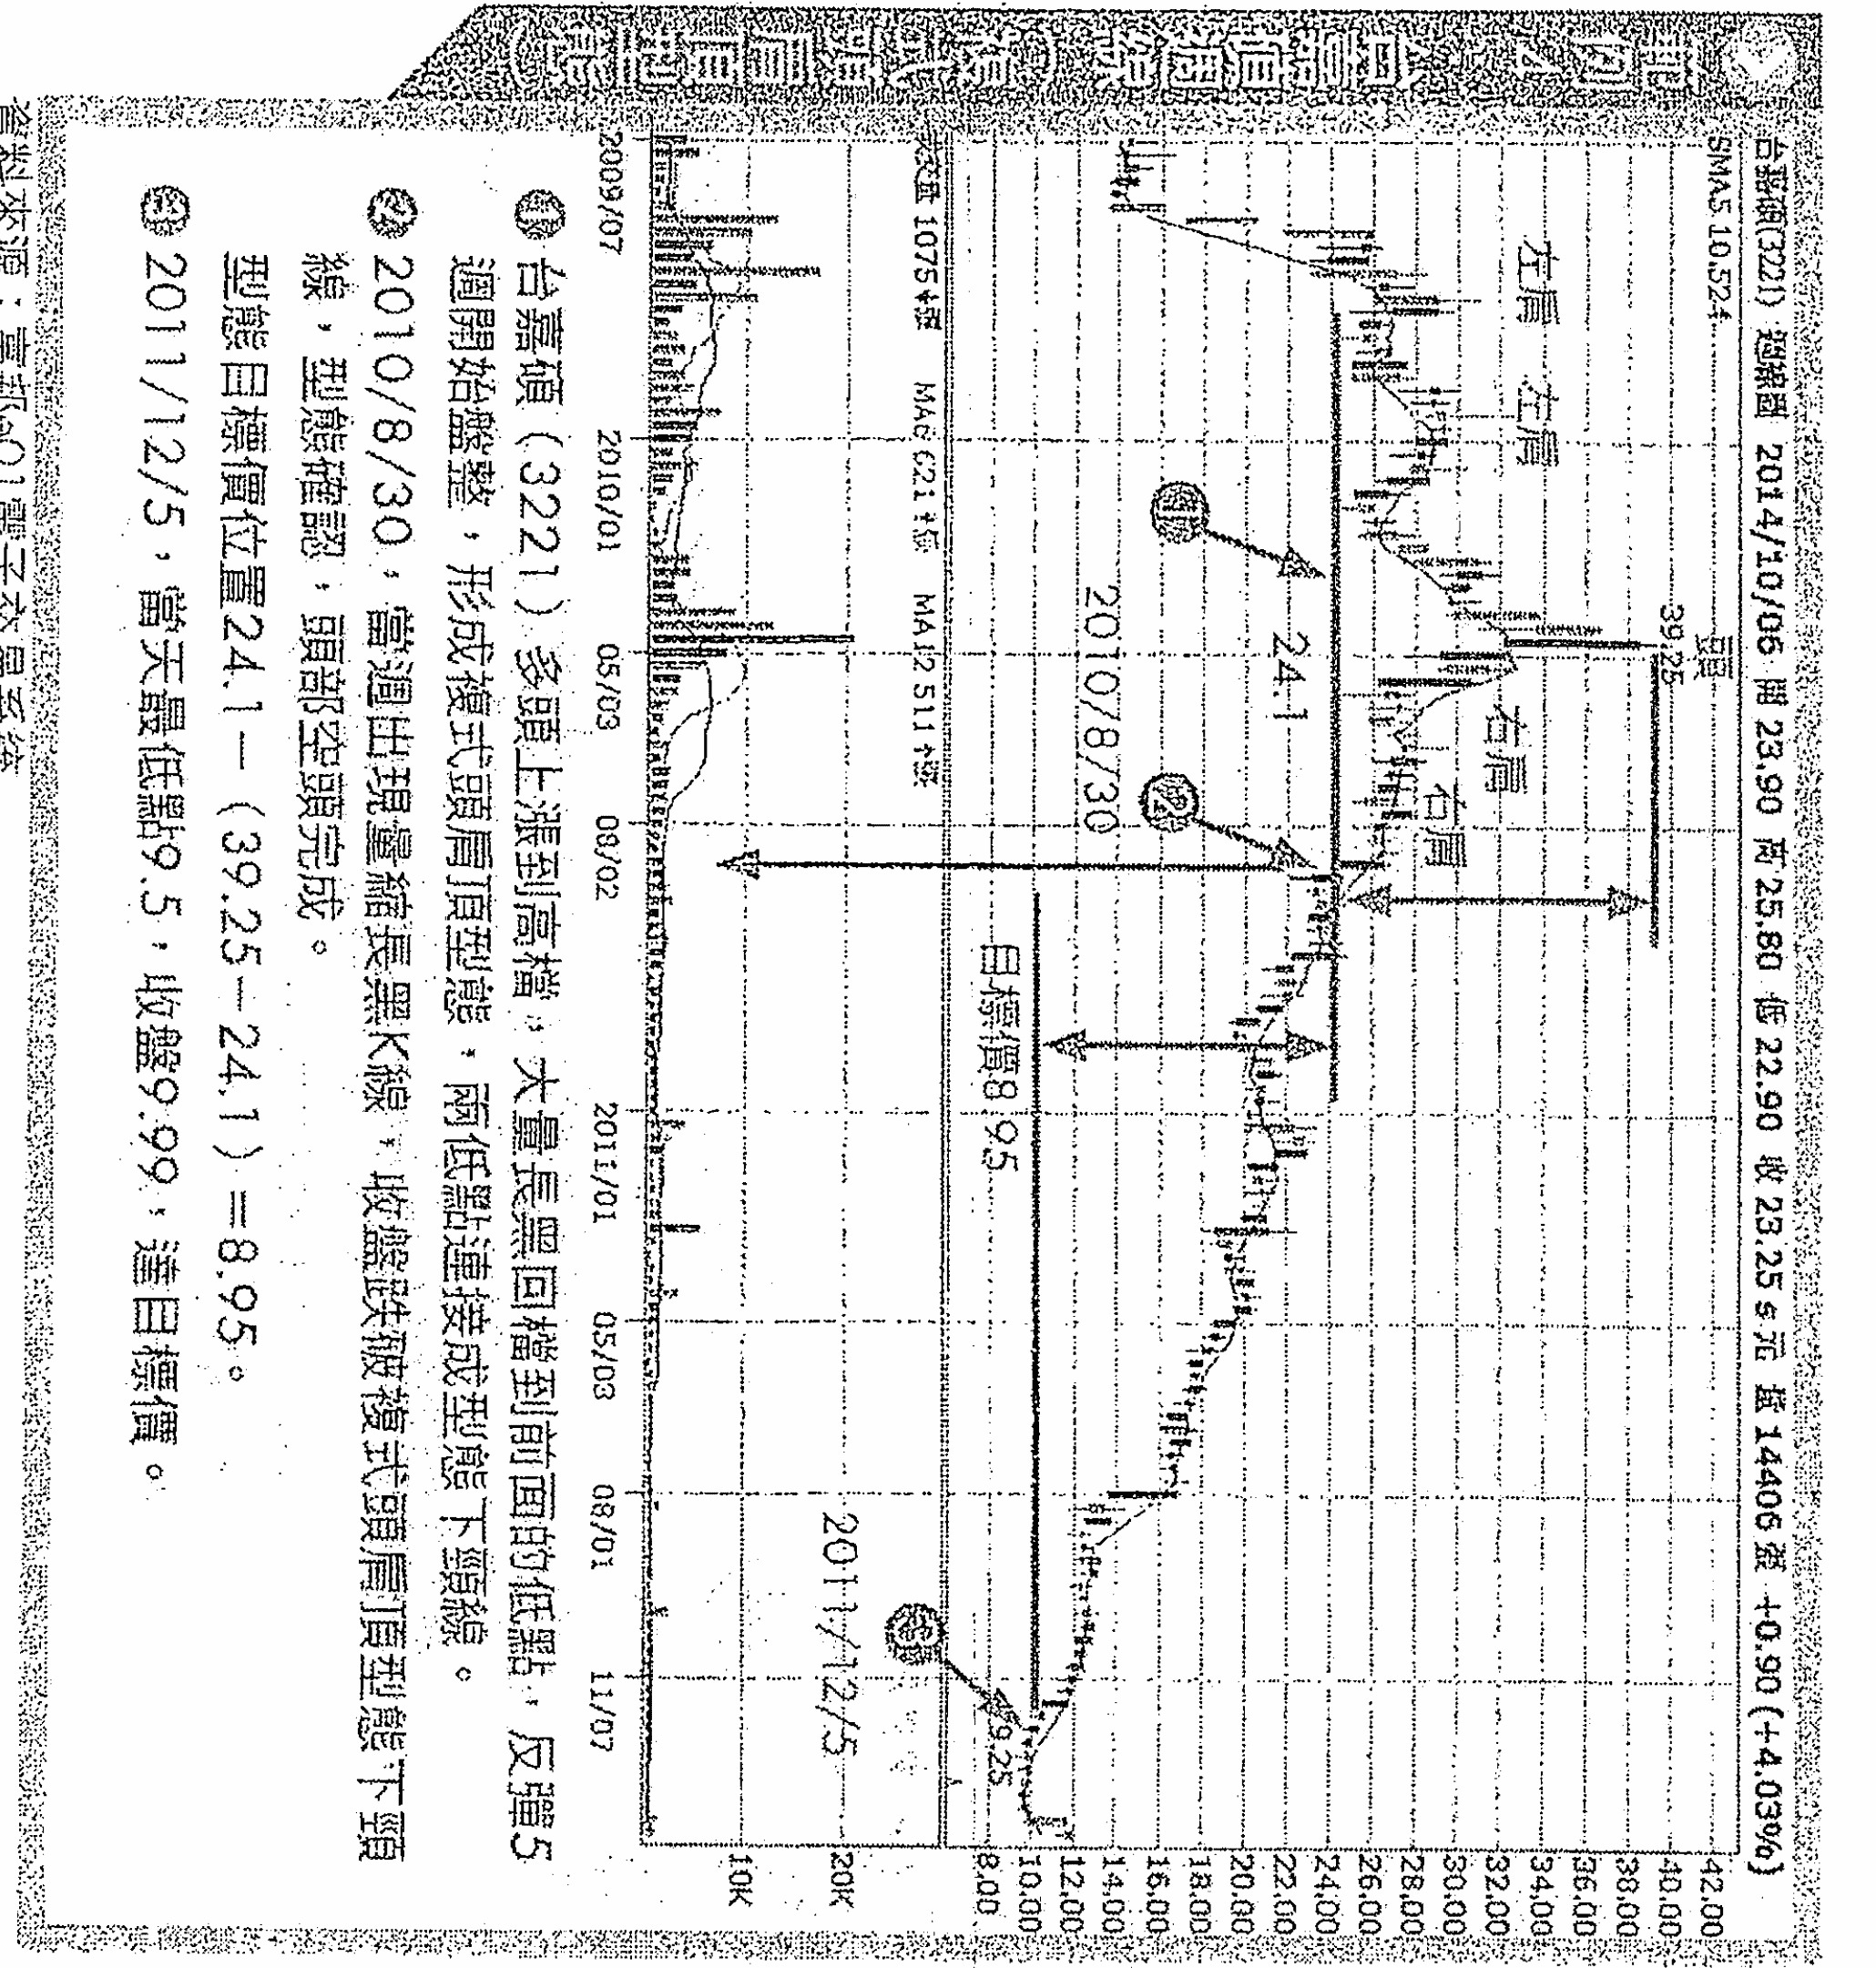 台嘉碩(3221) 週線圖 2014/10/06 開 23.90 高 25.80 低 22.90 收 23.25 s 元 量 14406 張 +0.90 (+4.03%)
SMA5 10.52
42.00
40.00
38.00
36.00
34.00
32.00
30.00
28.00
26.00
24.00
22.00
20.00
18.00
16.00
14.00
12.00
10.00
8.00
頭
39.25
左肩
左肩
右肩
右肩
24.1
①
②
2010/8/30
目標價8.95
9.25
③
2011/12/5
成交量 1075 MA6 621 MA12 511
20K
10K
2009/07
2010/01
05/03
08/02
2011/01
05/03
08/01
11/07
❶ 台嘉碩(3221)多頭上漲到高檔,大量長黑回檔到前面的低點,反彈5
週開始盤整,形成複式頭肩頂型態,兩低點連接成型態下頸線。
❷ 2010/8/30,當週出現量縮長黑K線,收盤跌破複式頭肩頂型態下頸
線,型態確認,頭部空頭完成。
型態目標價位置24.1-(39.25-24.1)=8.95。
❸ 2011/12/5,當天最低點9.5,收盤9.99,達目標價。